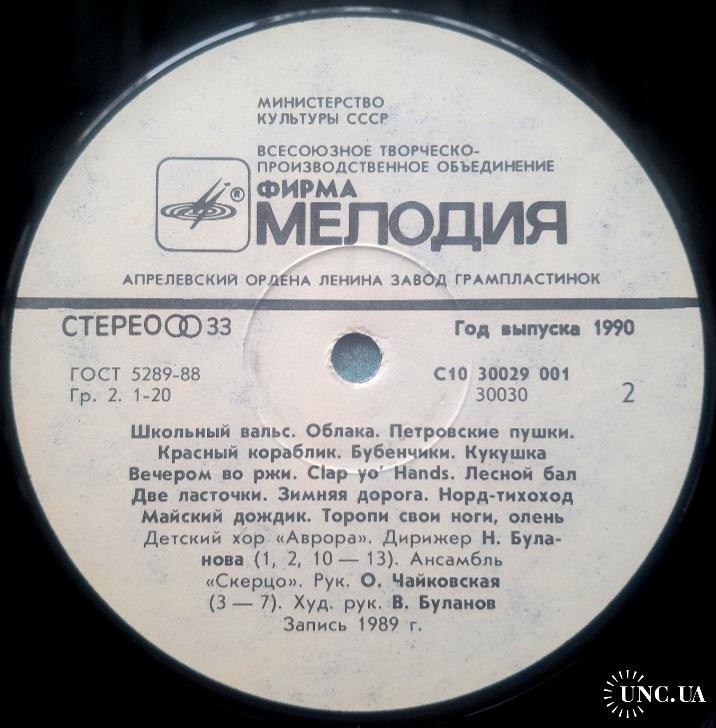 МИНИСТЕРСТВО
КУЛЬТУРЫ СССР
ВСЕСОЮЗНОЕ ТВОРЧЕСКО-
ПРОИЗВОДСТВЕННОЕ ОБЪЕДИНЕНИЕ
ФИРМА
®
МЕЛОДИЯ
АПРЕЛЕВСКИЙ ОРДЕНА ЛЕНИНА ЗАВОД ГРАМПЛАСТИНОК
СТЕРЕО 33 Год выпуска 1990
ГОСТ 5289-88 С10 30029 001
Гр. 2. 1-20 30030 2
Школьный вальс. Облака. Петровские пушки.
Красный кораблик. Бубенчики. Кукушка
Вечером во ржи. Clap yo' Hands. Лесной бал
Две ласточки. Зимняя дорога. Норд-тихоход
Майский дождик. Торопи свои ноги, олень
Детский хор «Аврора». Дирижер Н. Була-
нова (1, 2, 10 — 13). Ансамбль
«Скерцо». Рук. О. Чайковская
(3 — 7). Худ. рук. В. Буланов
Запись 1989 г.
UNC.UA